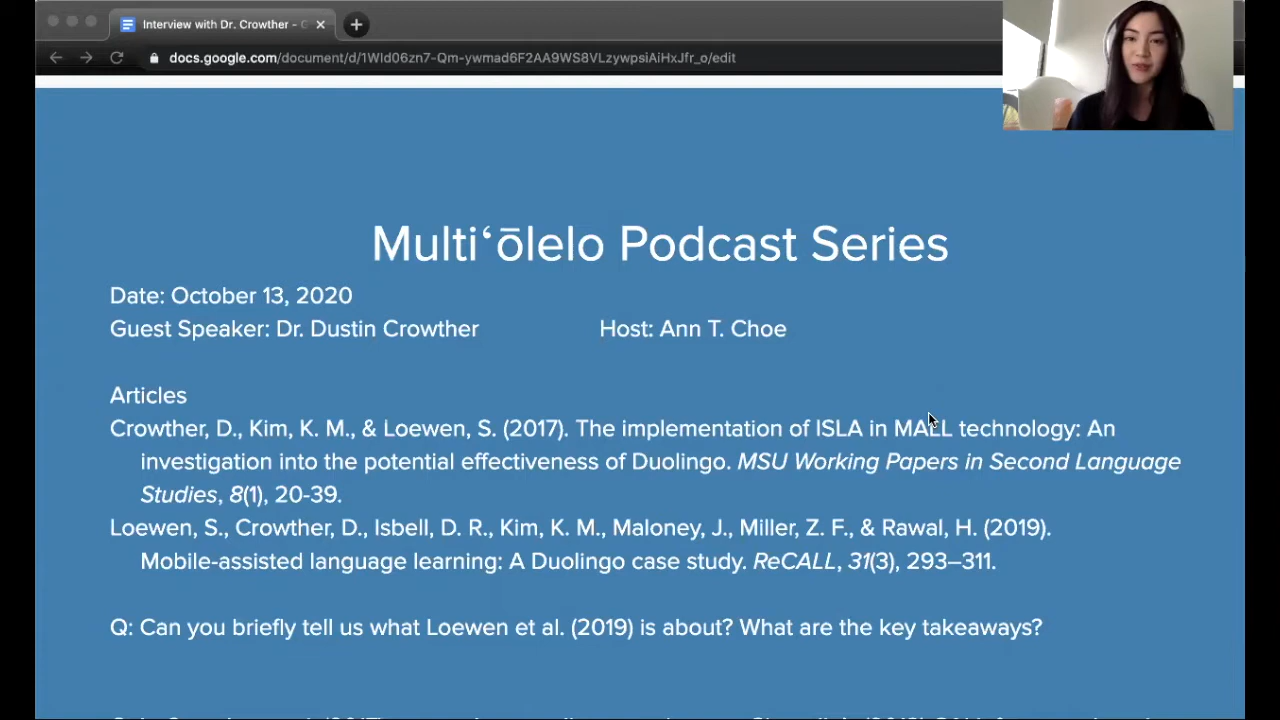 Interview with Dr. Crowther -
docs.google.com/document/d/1Wld06zn7-Qm-ywmad6F2AA9WS8VLzywpsiAiHxJfr_o/edit
Multiʻōlelo Podcast Series
Date: October 13, 2020
Guest Speaker: Dr. Dustin Crowther Host: Ann T. Choe
Articles
Crowther, D., Kim, K. M., & Loewen, S. (2017). The implementation of ISLA in MALL technology: An
investigation into the potential effectiveness of Duolingo. MSU Working Papers in Second Language
Studies, 8(1), 20-39.
Loewen, S., Crowther, D., Isbell, D. R., Kim, K. M., Maloney, J., Miller, Z. F., & Rawal, H. (2019).
Mobile-assisted language learning: A Duolingo case study. ReCALL, 31(3), 293–311.
Q: Can you briefly tell us what Loewen et al. (2019) is about? What are the key takeaways?